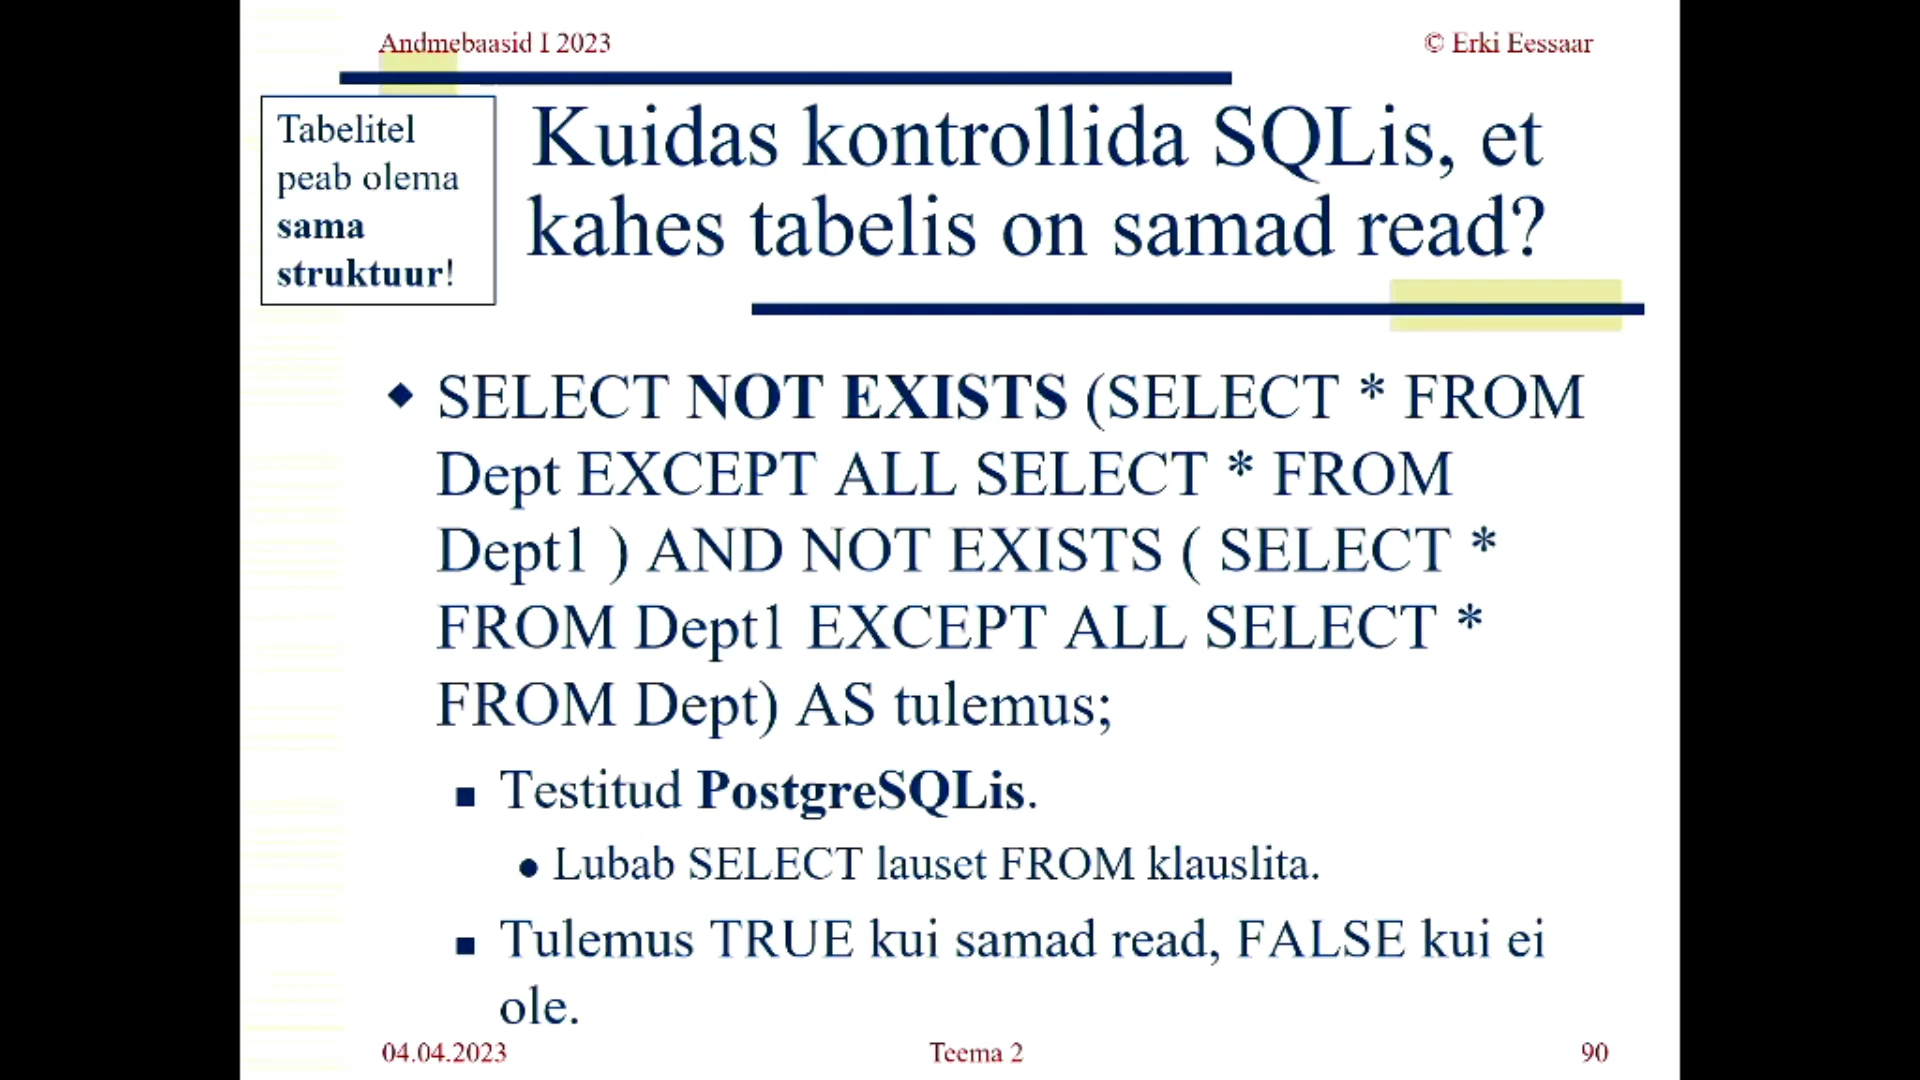 Andmebaasid I 2023
© Erki Eessaar
Tabelitel
peab olema
sama
struktuur!
Kuidas kontrollida SQLis, et
kahes tabelis on samad read?
SELECT NOT EXISTS (SELECT * FROM
Dept EXCEPT ALL SELECT * FROM
Dept1 ) AND NOT EXISTS ( SELECT *
FROM Dept1 EXCEPT ALL SELECT *
FROM Dept) AS tulemus;
Testitud PostgreSQLis.
Lubab SELECT lauset FROM klauslita.
Tulemus TRUE kui samad read, FALSE kui ei
ole.
04.04.2023
Teema 2
90